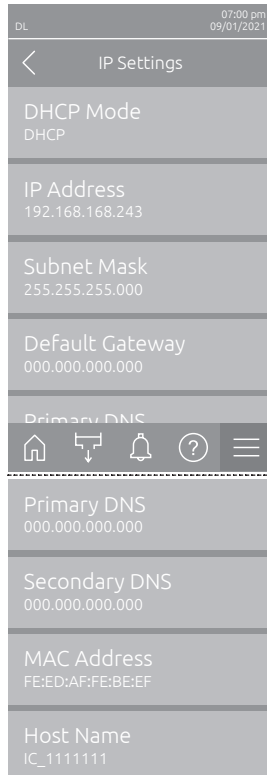 07:00 pm
DL 09/01/2021
IP Settings
DHCP Mode
DHCP
IP Address
192.168.168.243
Subnet Mask
255.255.255.000
Default Gateway
000.000.000.000
Primary DNS
Primary DNS
000.000.000.000
Secondary DNS
000.000.000.000
MAC Address
FE:ED:AF:FE:BE:EF
Host Name
IC_1111111